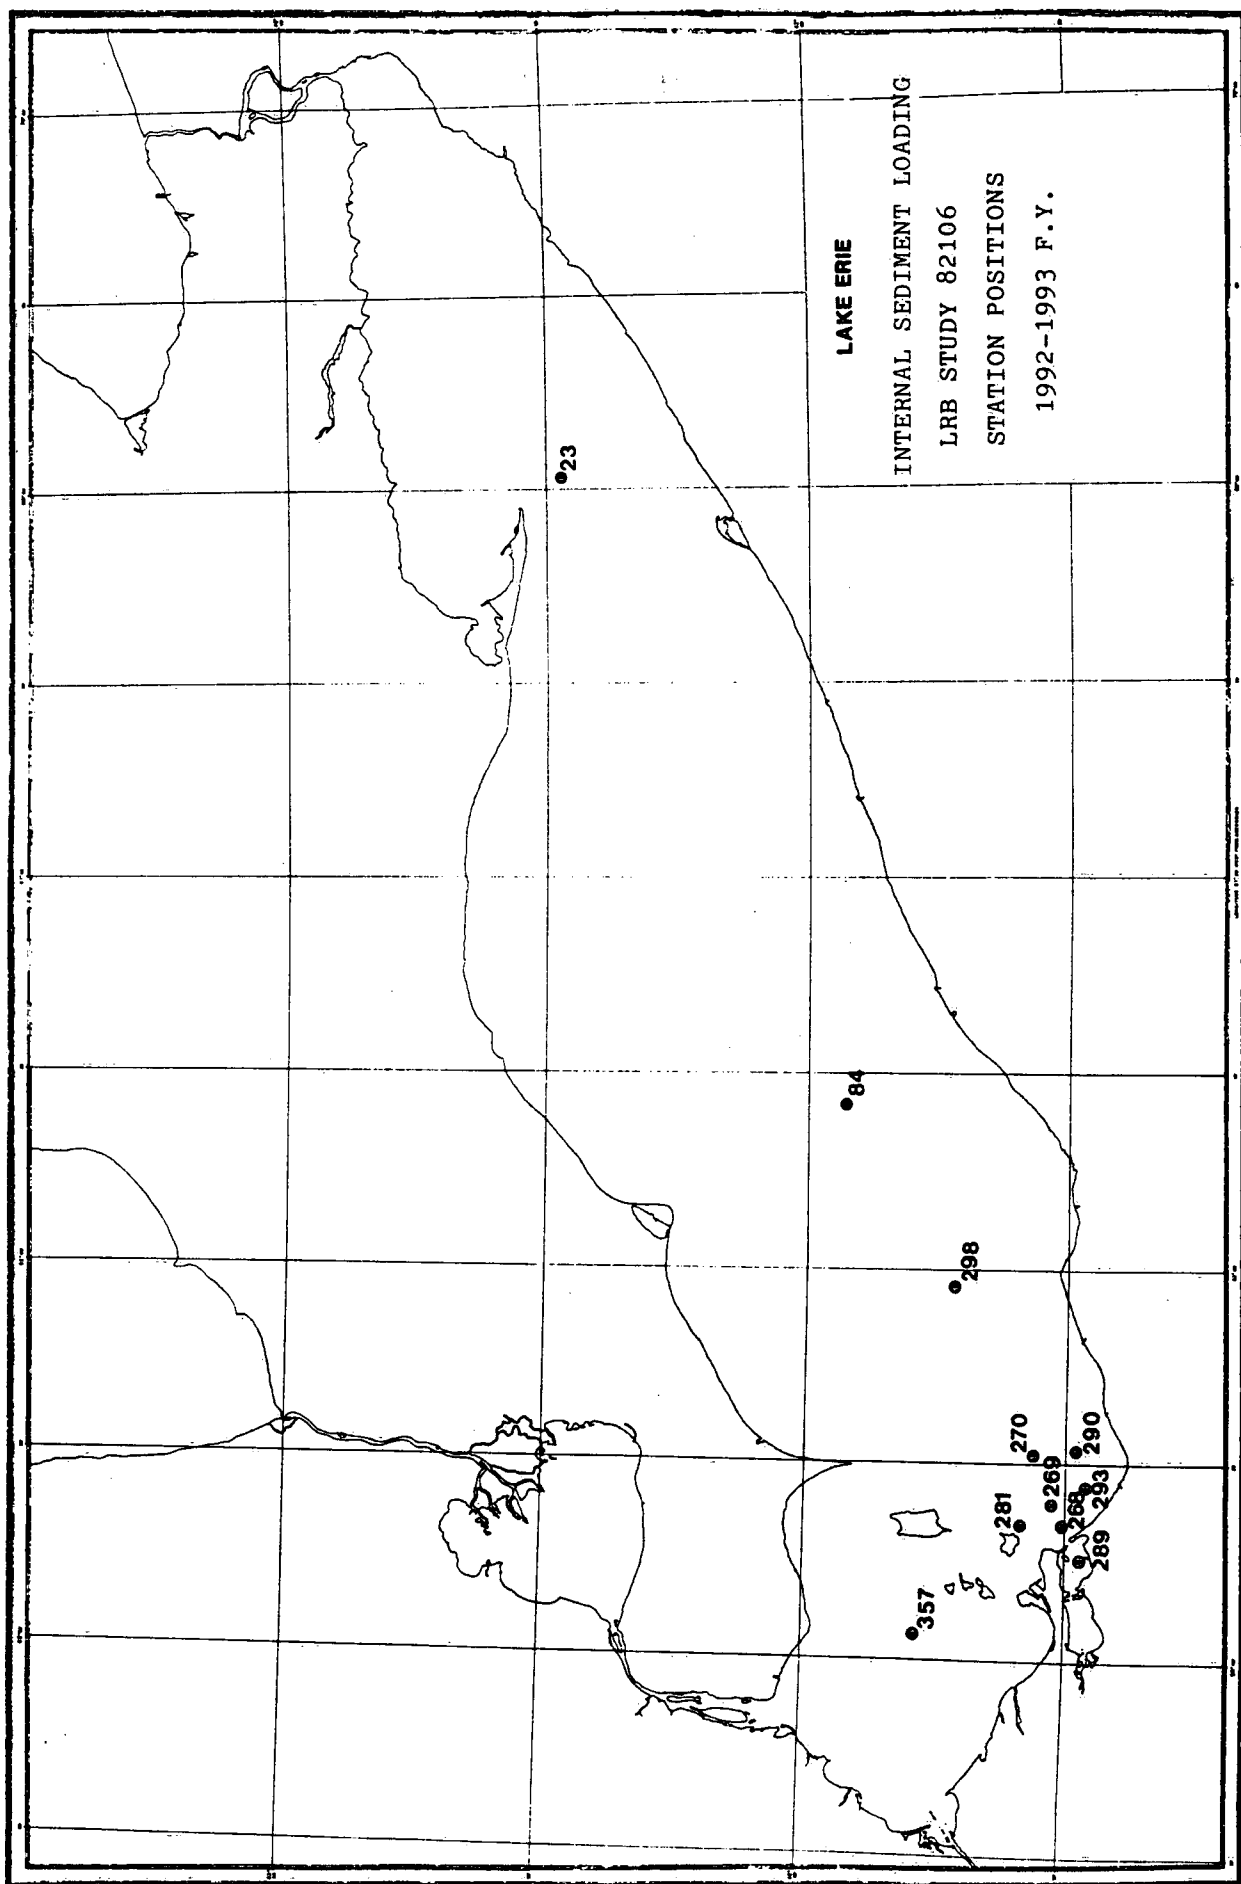 LAKE ERIE
INTERNAL SEDIMENT LOADING
LRB STUDY 82106
STATION POSITIONS
1992-1993 F.Y.
23
84
298
270
290
269
281
293
268
289
357